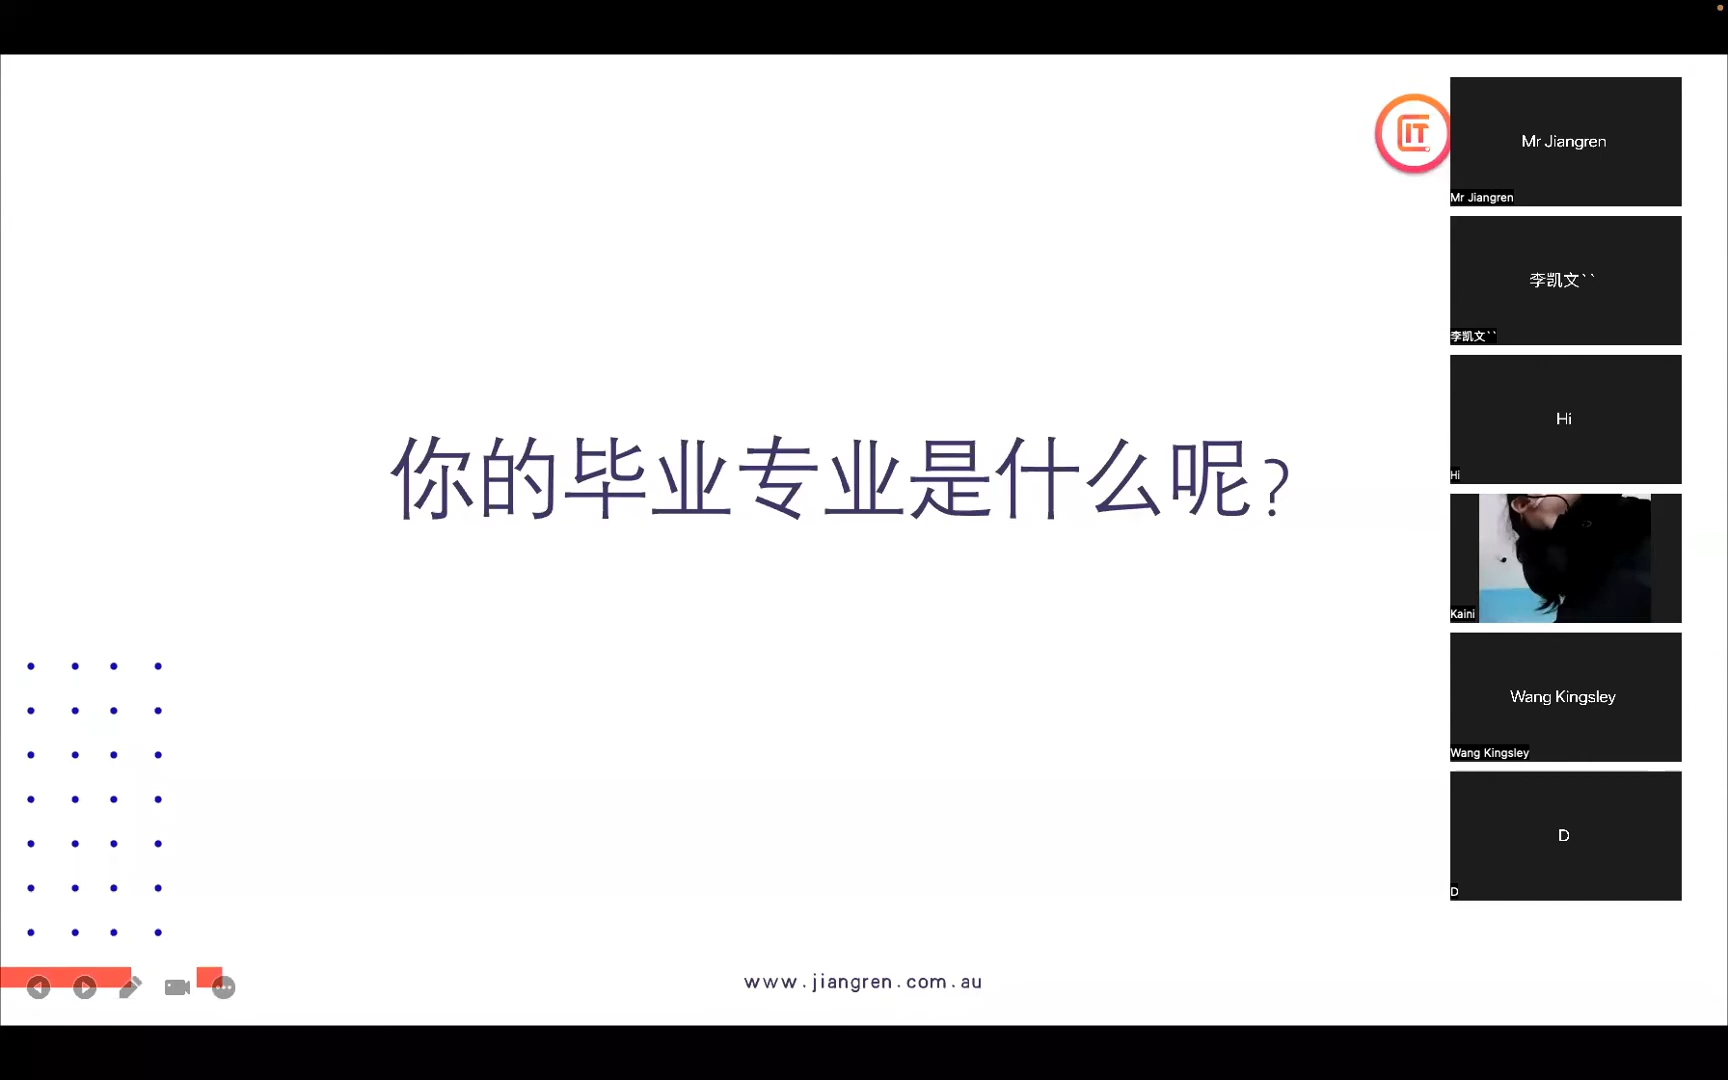 IT
Mr Jiangren
Mr Jiangren
李凯文``
李凯文``
Hi
Hi
你的毕业专业是什么呢?
Kaini
Wang Kingsley
Wang Kingsley
D
D
www.jiangren.com.au